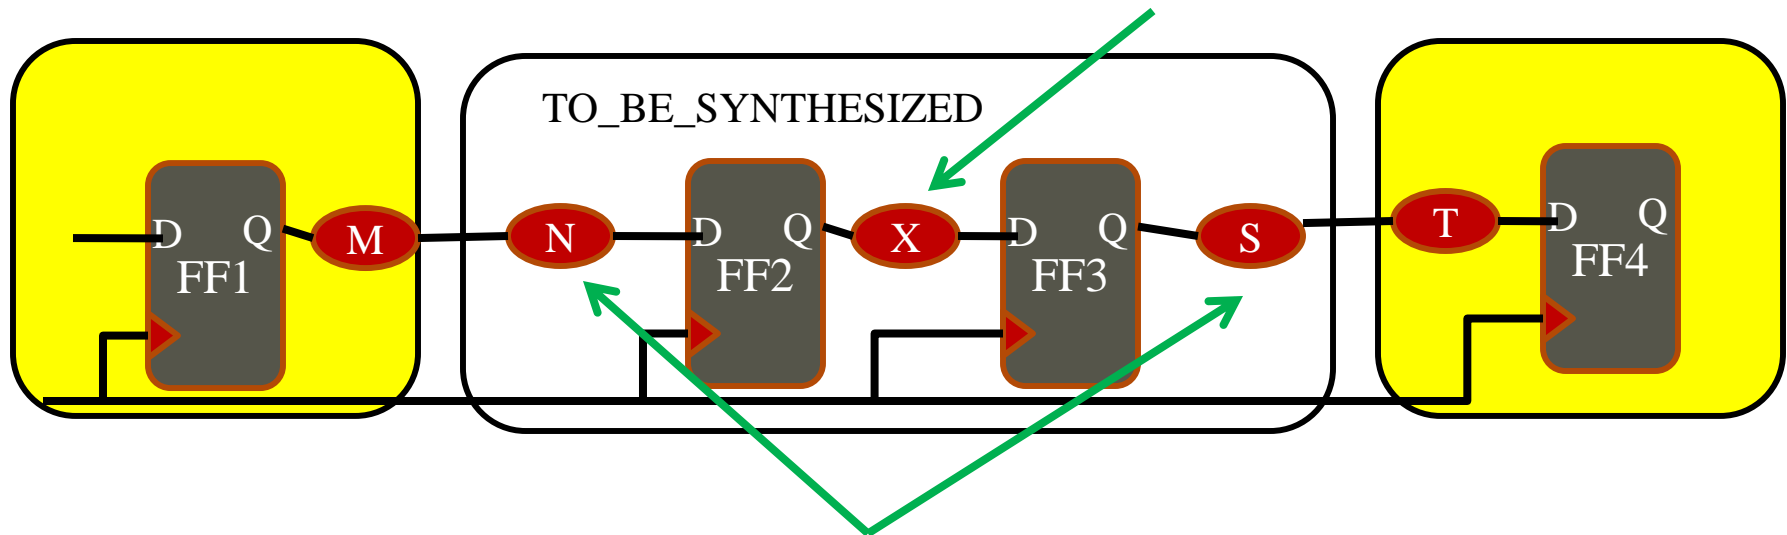 TO_BE_SYNTHESIZED
D Q
FF1
M
N
D Q
FF2
X
D Q
FF3
S
T
D Q
FF4